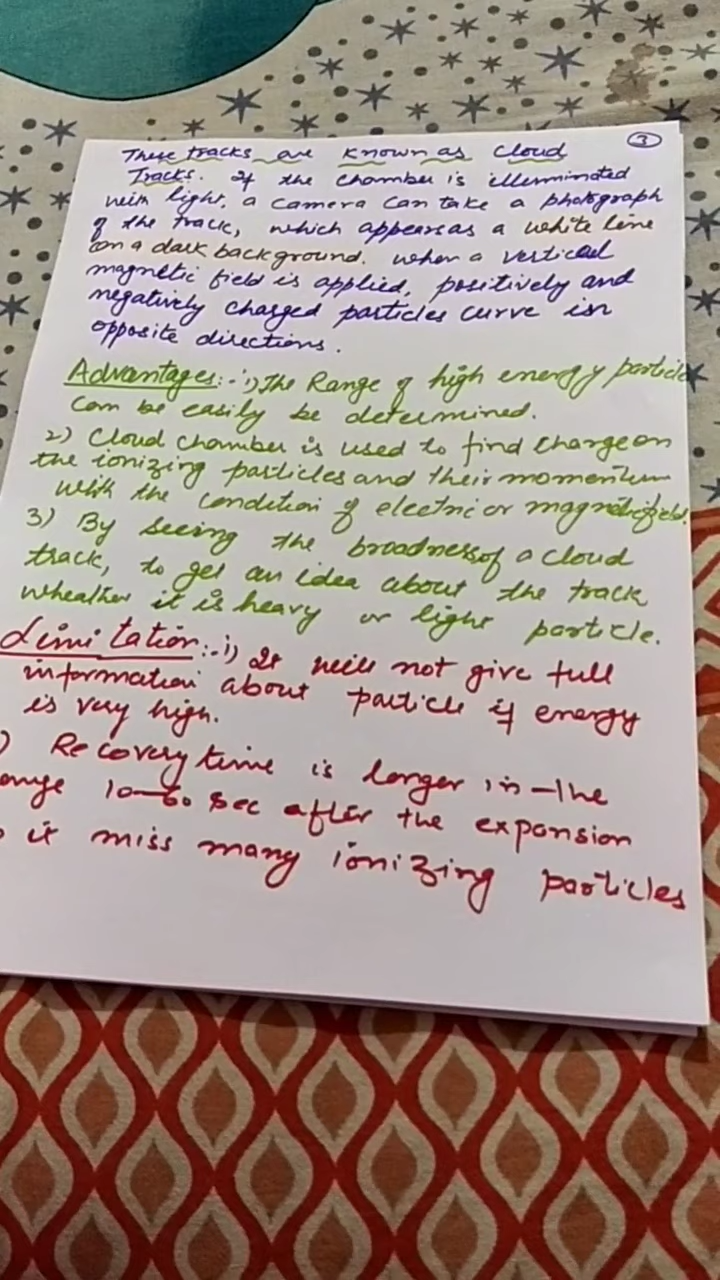 3
These tracks are known as cloud
tracks. If the chamber is illuminated
with light, a camera can take a photograph
of the track, which appears as a white line
on a dark background. when a vertical
magnetic field is applied, positively and
negatively charged particles curve in
opposite directions.
Advantages:- 1) The Range of high energy particle
can be easily be determined.
2) Cloud chamber is used to find charge on
the ionizing particles and their momentum
with the condition of electric or magnetic field.
3) By seeing the broadness of a cloud
track, to get an idea about the track
wheather it is heavy or light particle.
Limitation:- 1) It will not give full
information about particle if energy
is very high.
) Recovery time is longer in the
ange 10-60 sec after the expansion
it miss many ionizing particles